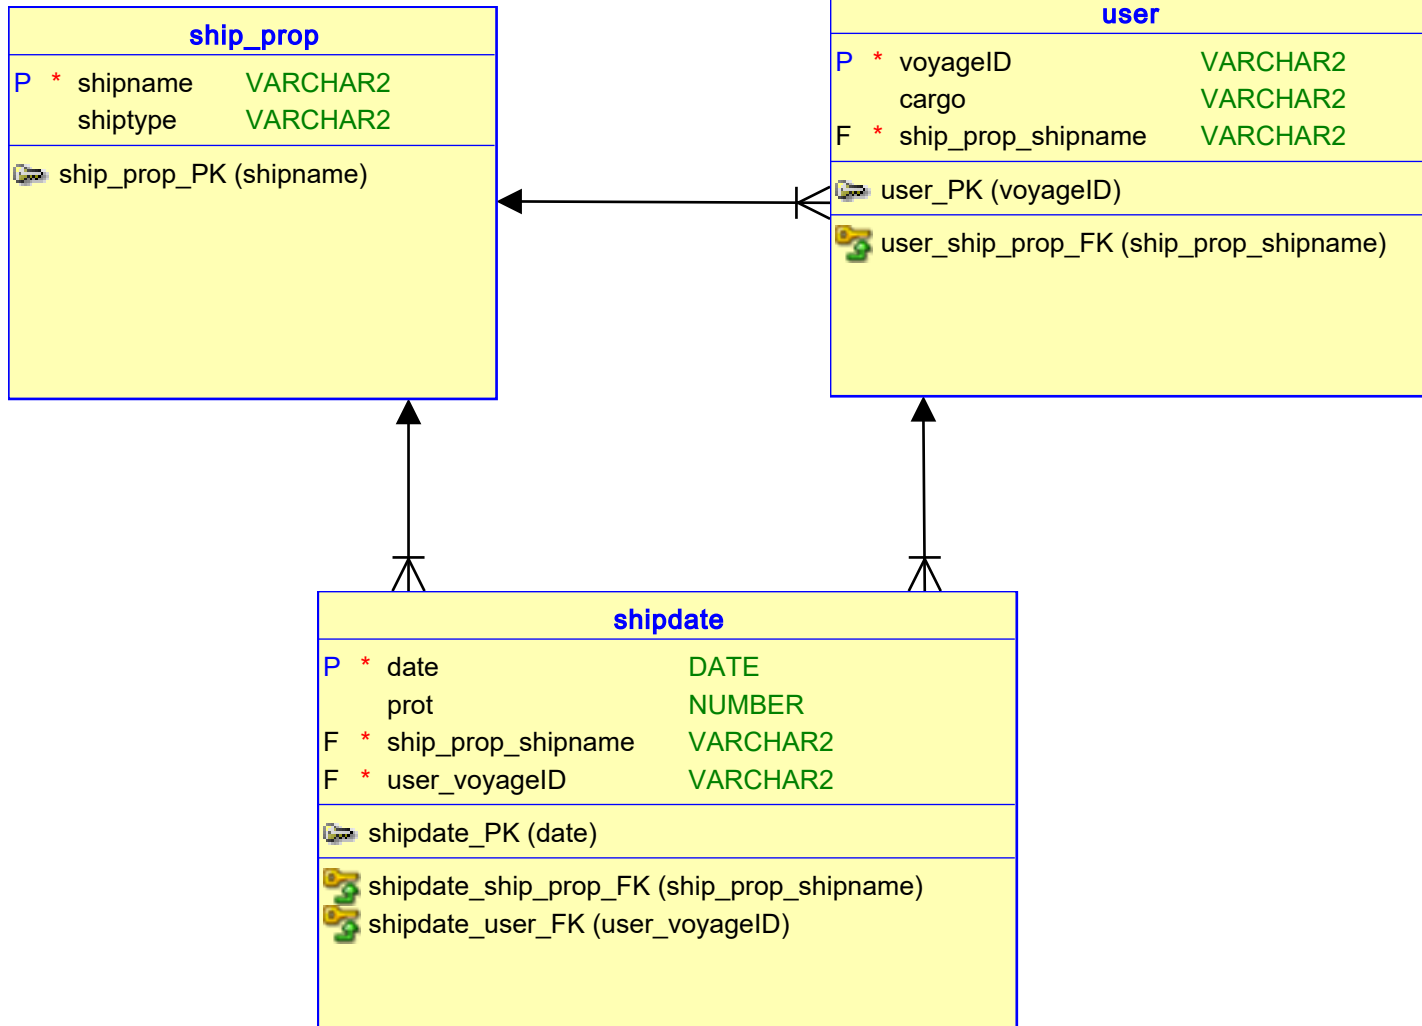 ship_prop
P * shipname VARCHAR2
shiptype VARCHAR2
ship_prop_PK (shipname)
user
P * voyageID VARCHAR2
cargo VARCHAR2
F * ship_prop_shipname VARCHAR2
user_PK (voyageID)
user_ship_prop_FK (ship_prop_shipname)
shipdate
P * date DATE
prot NUMBER
F * ship_prop_shipname VARCHAR2
F * user_voyageID VARCHAR2
shipdate_PK (date)
shipdate_ship_prop_FK (ship_prop_shipname)
shipdate_user_FK (user_voyageID)